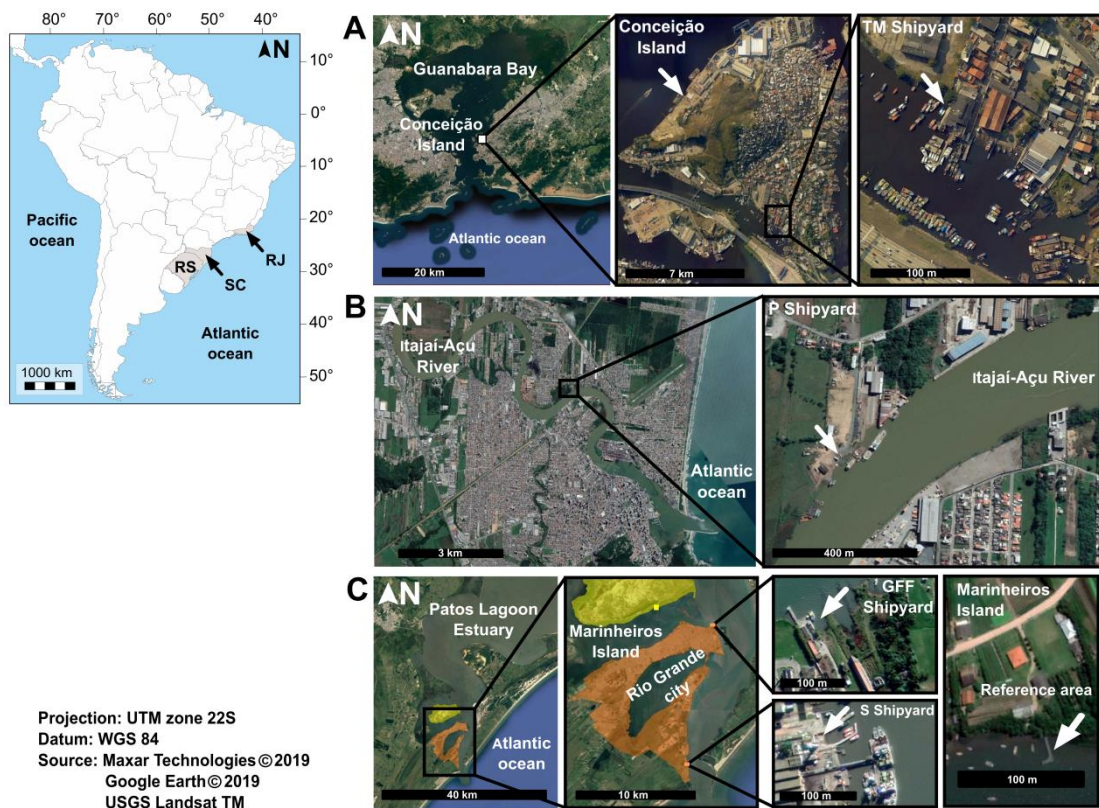 80° 70° 60° 50° 40°
N
10°
0°
10°
20°
30°
40°
50°
Pacific
ocean
RS
RJ
SC
Atlantic
ocean
1000 km
A
N
Guanabara Bay
Conceição
Island
Atlantic ocean
20 km
Conceição
Island
7 km
TM Shipyard
100 m
B
N
Itajaí-Açu
River
Atlantic
ocean
3 km
P Shipyard
Itajaí-Açu River
400 m
C
N
Patos Lagoon
Estuary
Atlantic
ocean
40 km
Marinheiros
Island
Rio Grande
city
10 km
GFF
Shipyard
100 m
S Shipyard
100 m
Marinheiros
Island
Reference area
100 m
Projection: UTM zone 22S
Datum: WGS 84
Source: Maxar Technologies©2019
Google Earth©2019
USGS Landsat TM